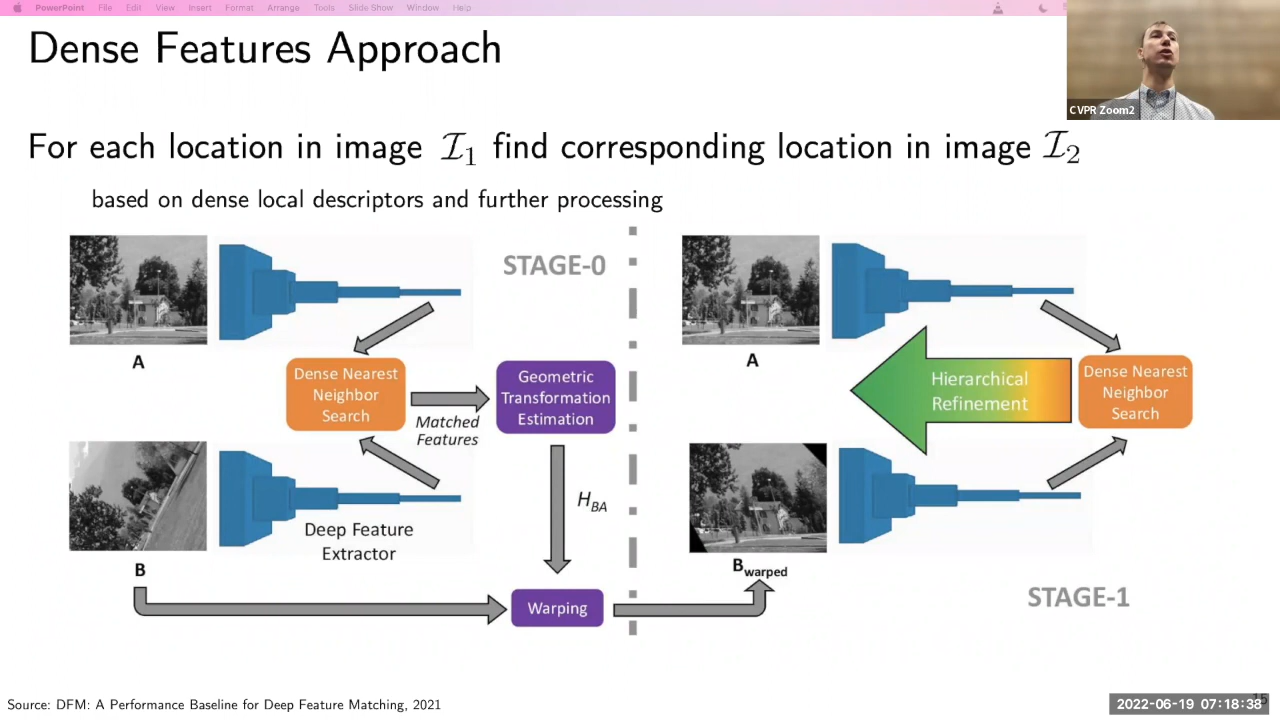 PowerPoint File Edit View Insert Format Arrange Tools Slide Show Window Help
Dense Features Approach
CVPR Zoom2
For each location in image I₁ find corresponding location in image I₂
based on dense local descriptors and further processing
STAGE-0
A
Dense Nearest
Neighbor
Search
Matched
Features
Geometric
Transformation
Estimation
H_BA
Deep Feature
Extractor
B
Warping
A
Hierarchical
Refinement
Dense Nearest
Neighbor
Search
B_warped
STAGE-1
Source: DFM: A Performance Baseline for Deep Feature Matching, 2021
15
2022-06-19 07:18:38